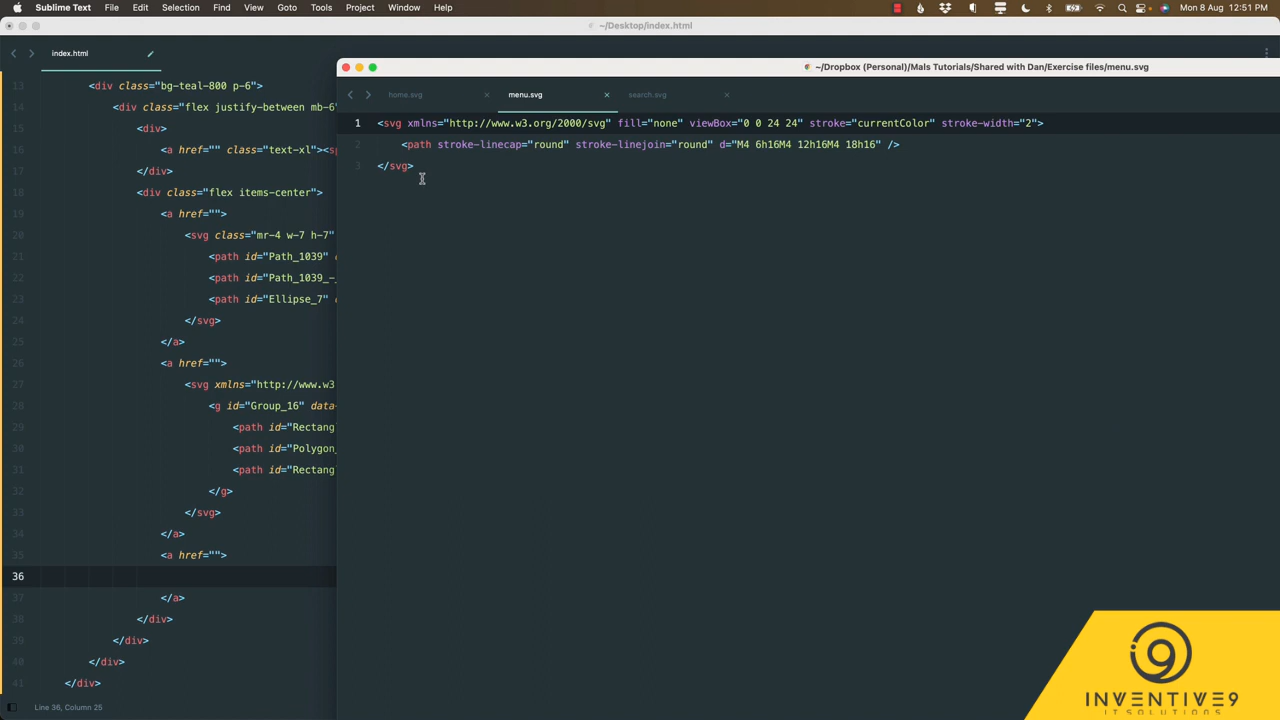 Sublime Text File Edit Selection Find View Goto Tools Project Window Help Mon 8 Aug 12:51 PM
~/Desktop/index.html
index.html
~/Dropbox (Personal)/Mals Tutorials/Shared with Dan/Exercise files/menu.svg
home.svg menu.svg search.svg
1 <svg xmlns="http://www.w3.org/2000/svg" fill="none" viewBox="0 0 24 24" stroke="currentColor" stroke-width="2">
2 <path stroke-linecap="round" stroke-linejoin="round" d="M4 6h16M4 12h16M4 18h16" />
3 </svg>
13 <div class="bg-teal-800 p-6">
14 <div class="flex justify-between mb-6"
15 <div>
16 <a href="" class="text-xl"><s
17 </div>
18 <div class="flex items-center">
19 <a href="">
20 <svg class="mr-4 w-7 h-7"
21 <path id="Path_1039"
22 <path id="Path_1039_-
23 <path id="Ellipse_7"
24 </svg>
25 </a>
26 <a href="">
27 <svg xmlns="http://www.w3
28 <g id="Group_16" data-
29 <path id="Rectang
30 <path id="Polygon
31 <path id="Rectang
32 </g>
33 </svg>
34 </a>
35 <a href="">
36
37 </a>
38 </div>
39 </div>
40 </div>
41 </div>
Line 36, Column 25
INVENTIVE9
IT SOLUTIONS